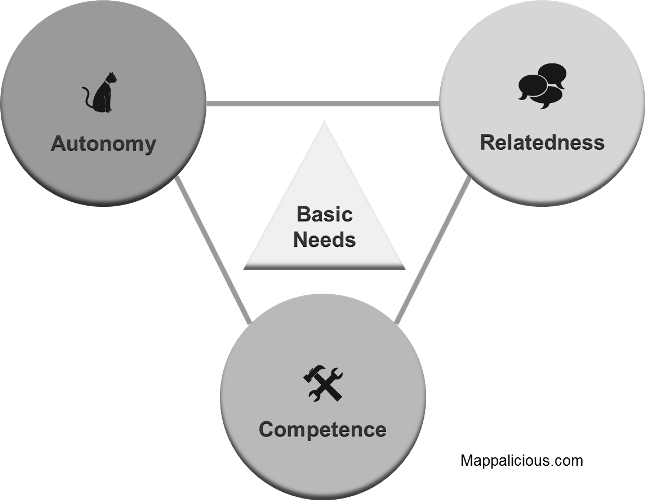 Autonomy
Relatedness
Basic
Needs
Competence
Mappalicious.com